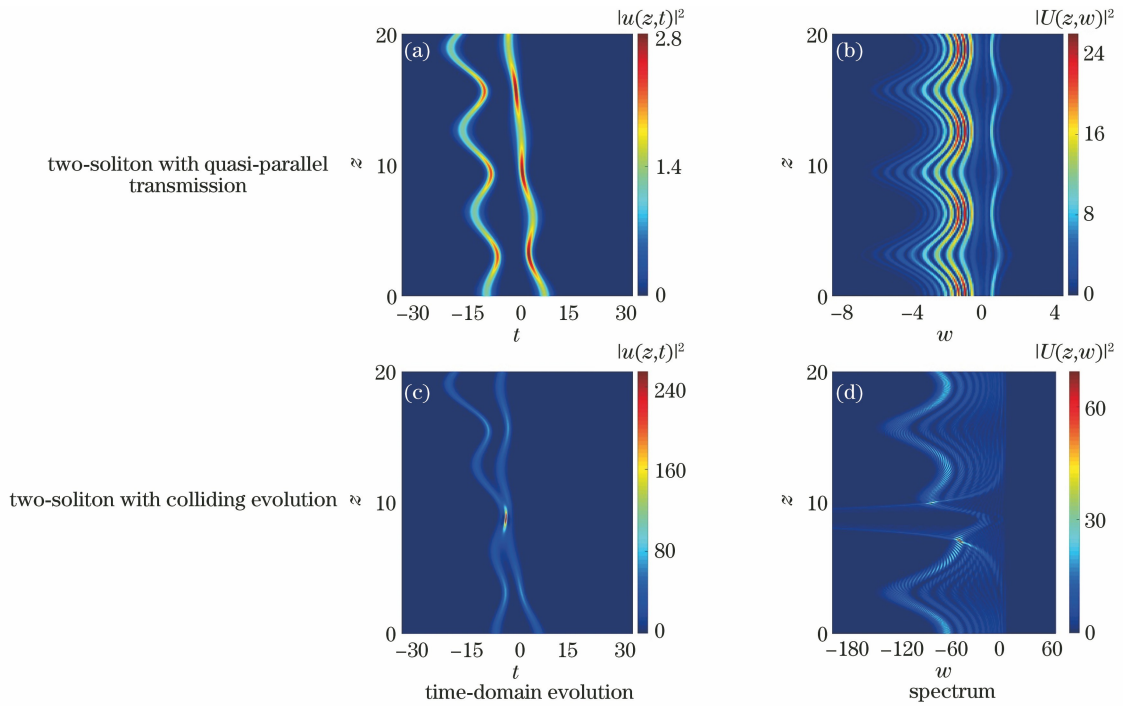 |u(z,t)|²
(a)
20
10
0
z
−30 −15 0 15 30
t
2.8
1.4
0
|U(z,w)|²
(b)
20
10
0
z
−8 −4 0 4
w
24
16
8
0
two-soliton with quasi-parallel
transmission
|u(z,t)|²
(c)
20
10
0
z
−30 −15 0 15 30
t
240
160
80
0
|U(z,w)|²
(d)
20
10
0
z
−180 −120 −60 0 60
w
60
30
0
two-soliton with colliding evolution
time-domain evolution
spectrum